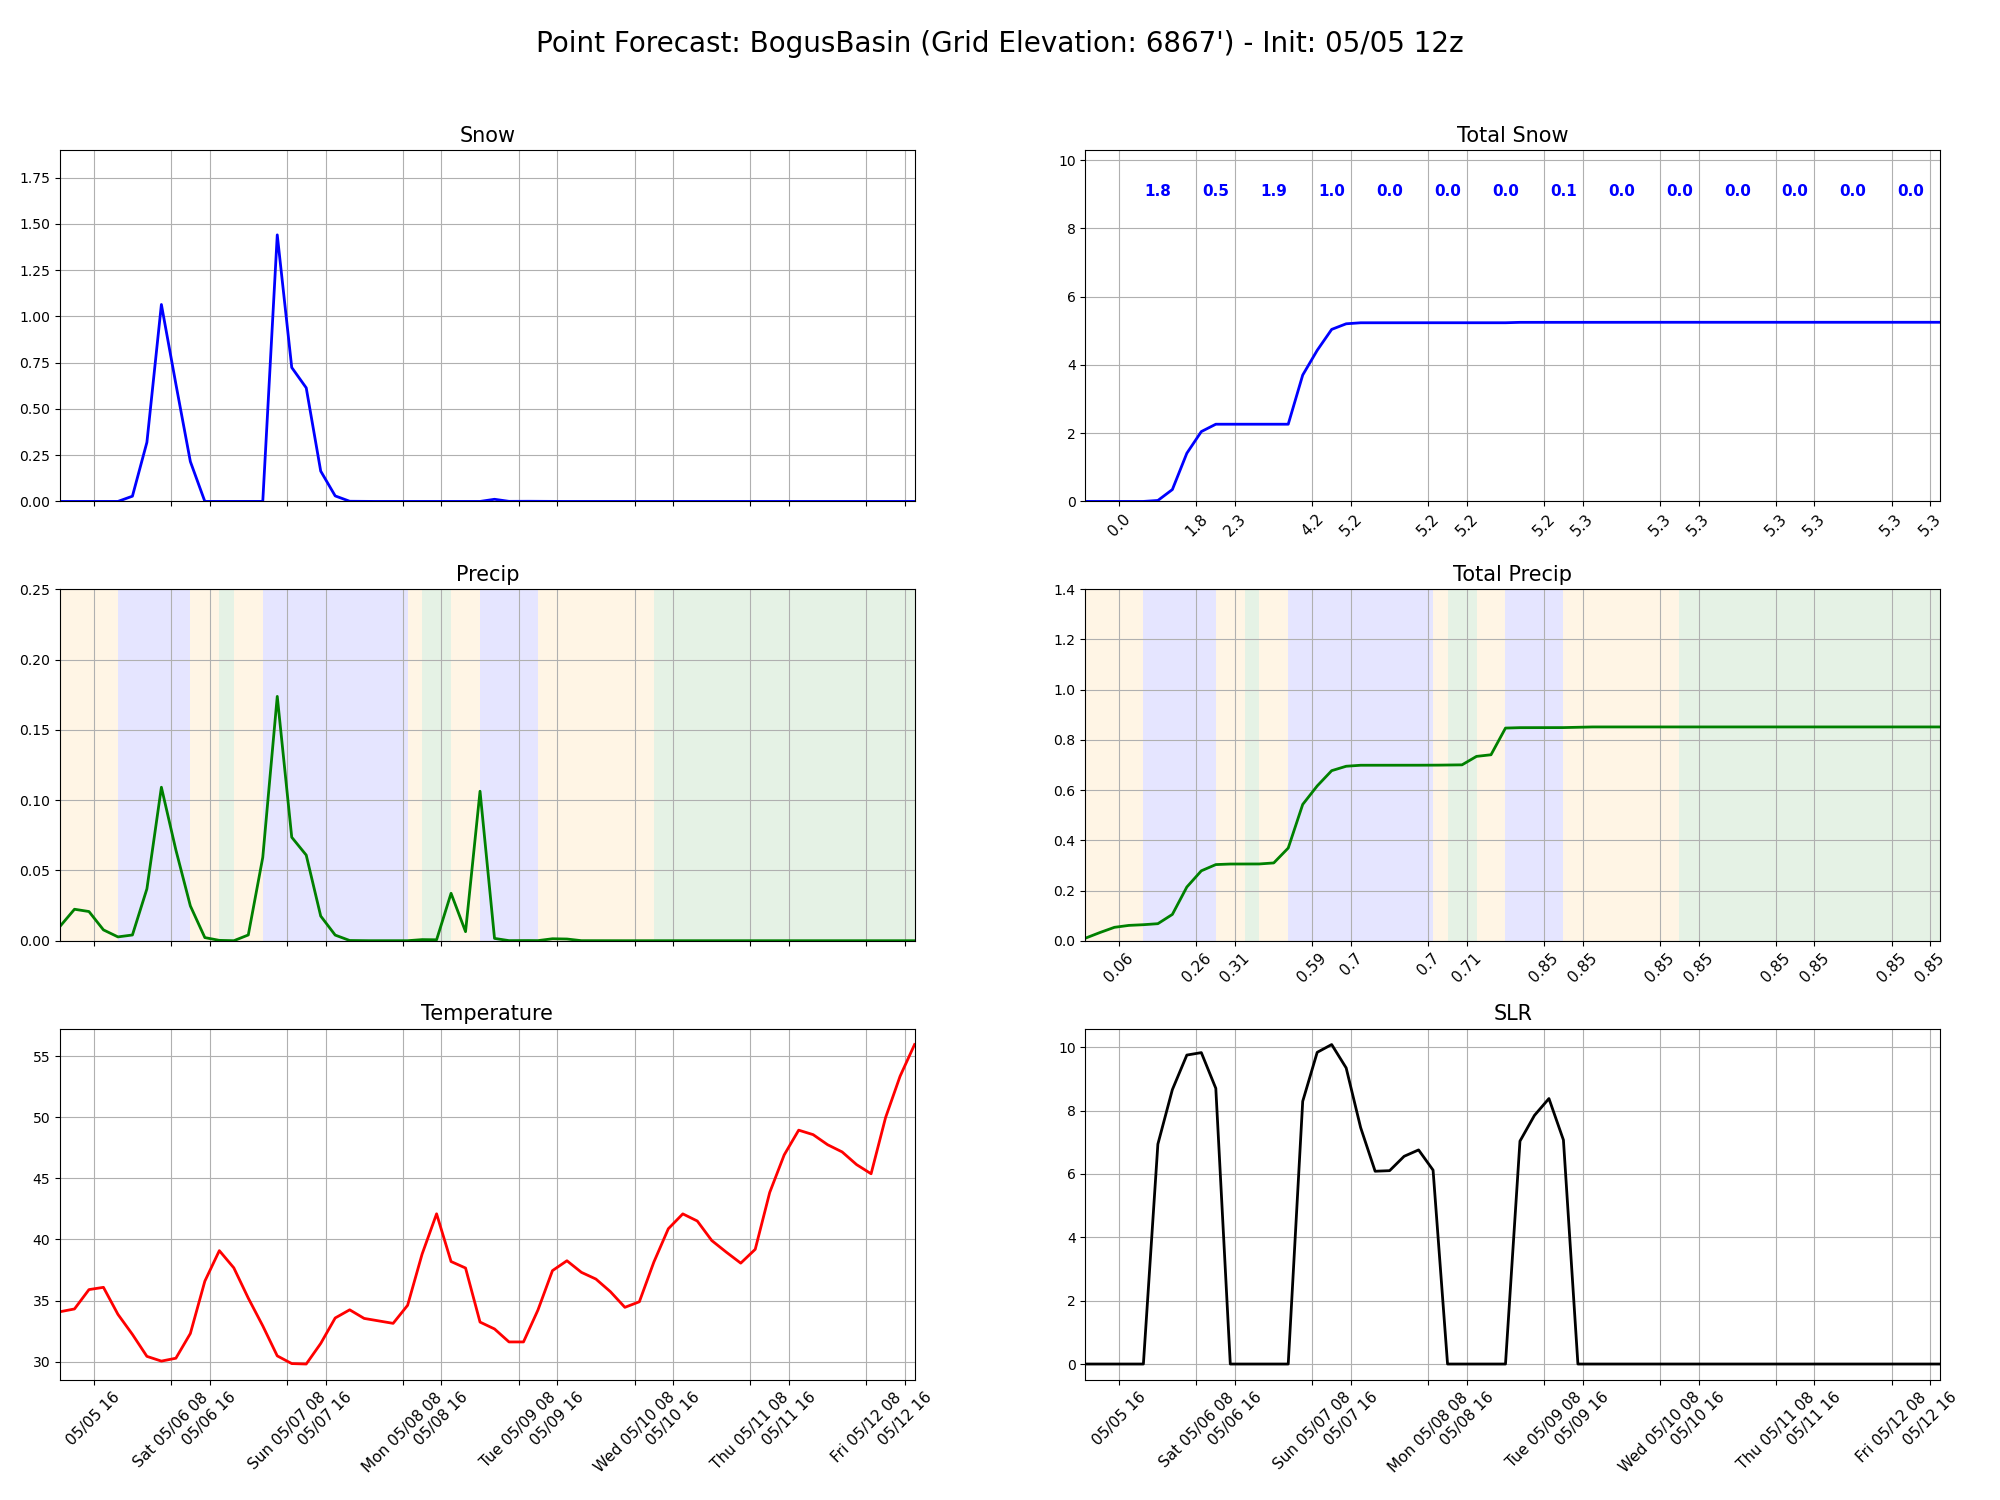 Point Forecast: BogusBasin (Grid Elevation: 6867') - Init: 05/05 12z
Snow
1.75
1.50
1.25
1.00
0.75
0.50
0.25
0.00
Total Snow
10
8
6
4
2
0
1.8 0.5 1.9 1.0 0.0 0.0 0.0 0.1 0.0 0.0 0.0 0.0 0.0 0.0
0.0 1.8 2.3 4.2 5.2 5.2 5.2 5.2 5.3 5.3 5.3 5.3 5.3 5.3 5.3
Precip
0.25
0.20
0.15
0.10
0.05
0.00
Total Precip
1.4
1.2
1.0
0.8
0.6
0.4
0.2
0.0
0.06 0.26 0.31 0.59 0.7 0.7 0.71 0.85 0.85 0.85 0.85 0.85 0.85 0.85 0.85
Temperature
55
50
45
40
35
30
05/05 16
Sat 05/06 08
05/06 16
Sun 05/07 08
05/07 16
Mon 05/08 08
05/08 16
Tue 05/09 08
05/09 16
Wed 05/10 08
05/10 16
Thu 05/11 08
05/11 16
Fri 05/12 08
05/12 16
SLR
10
8
6
4
2
0
05/05 16
Sat 05/06 08
05/06 16
Sun 05/07 08
05/07 16
Mon 05/08 08
05/08 16
Tue 05/09 08
05/09 16
Wed 05/10 08
05/10 16
Thu 05/11 08
05/11 16
Fri 05/12 08
05/12 16